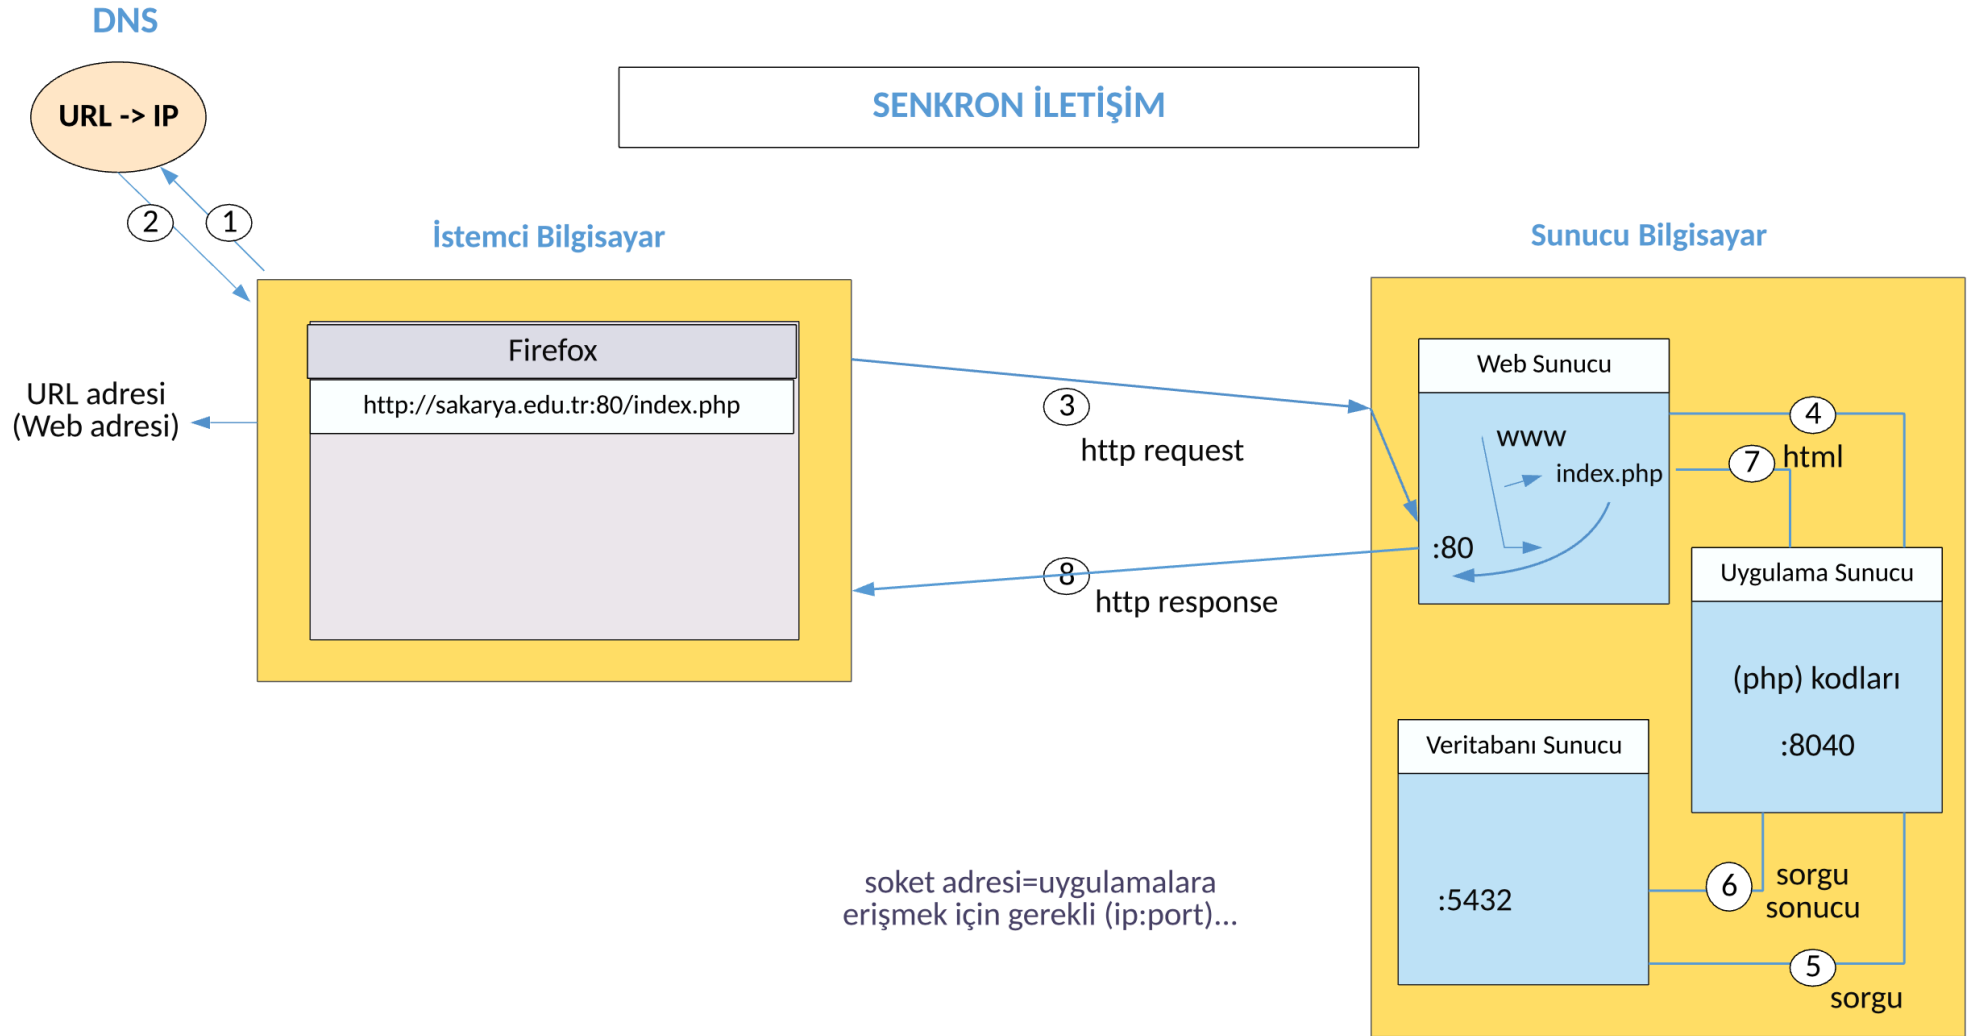 DNS
URL -> IP
SENKRON İLETİŞİM
2
1
İstemci Bilgisayar
Sunucu Bilgisayar
Firefox
http://sakarya.edu.tr:80/index.php
URL adresi
(Web adresi)
3
http request
8
http response
Web Sunucu
www
index.php
:80
4
html
7
Uygulama Sunucu
(php) kodları
:8040
Veritabanı Sunucu
:5432
6
sorgu
sonucu
5
sorgu
soket adresi=uygulamalara
erişmek için gerekli (ip:port)...